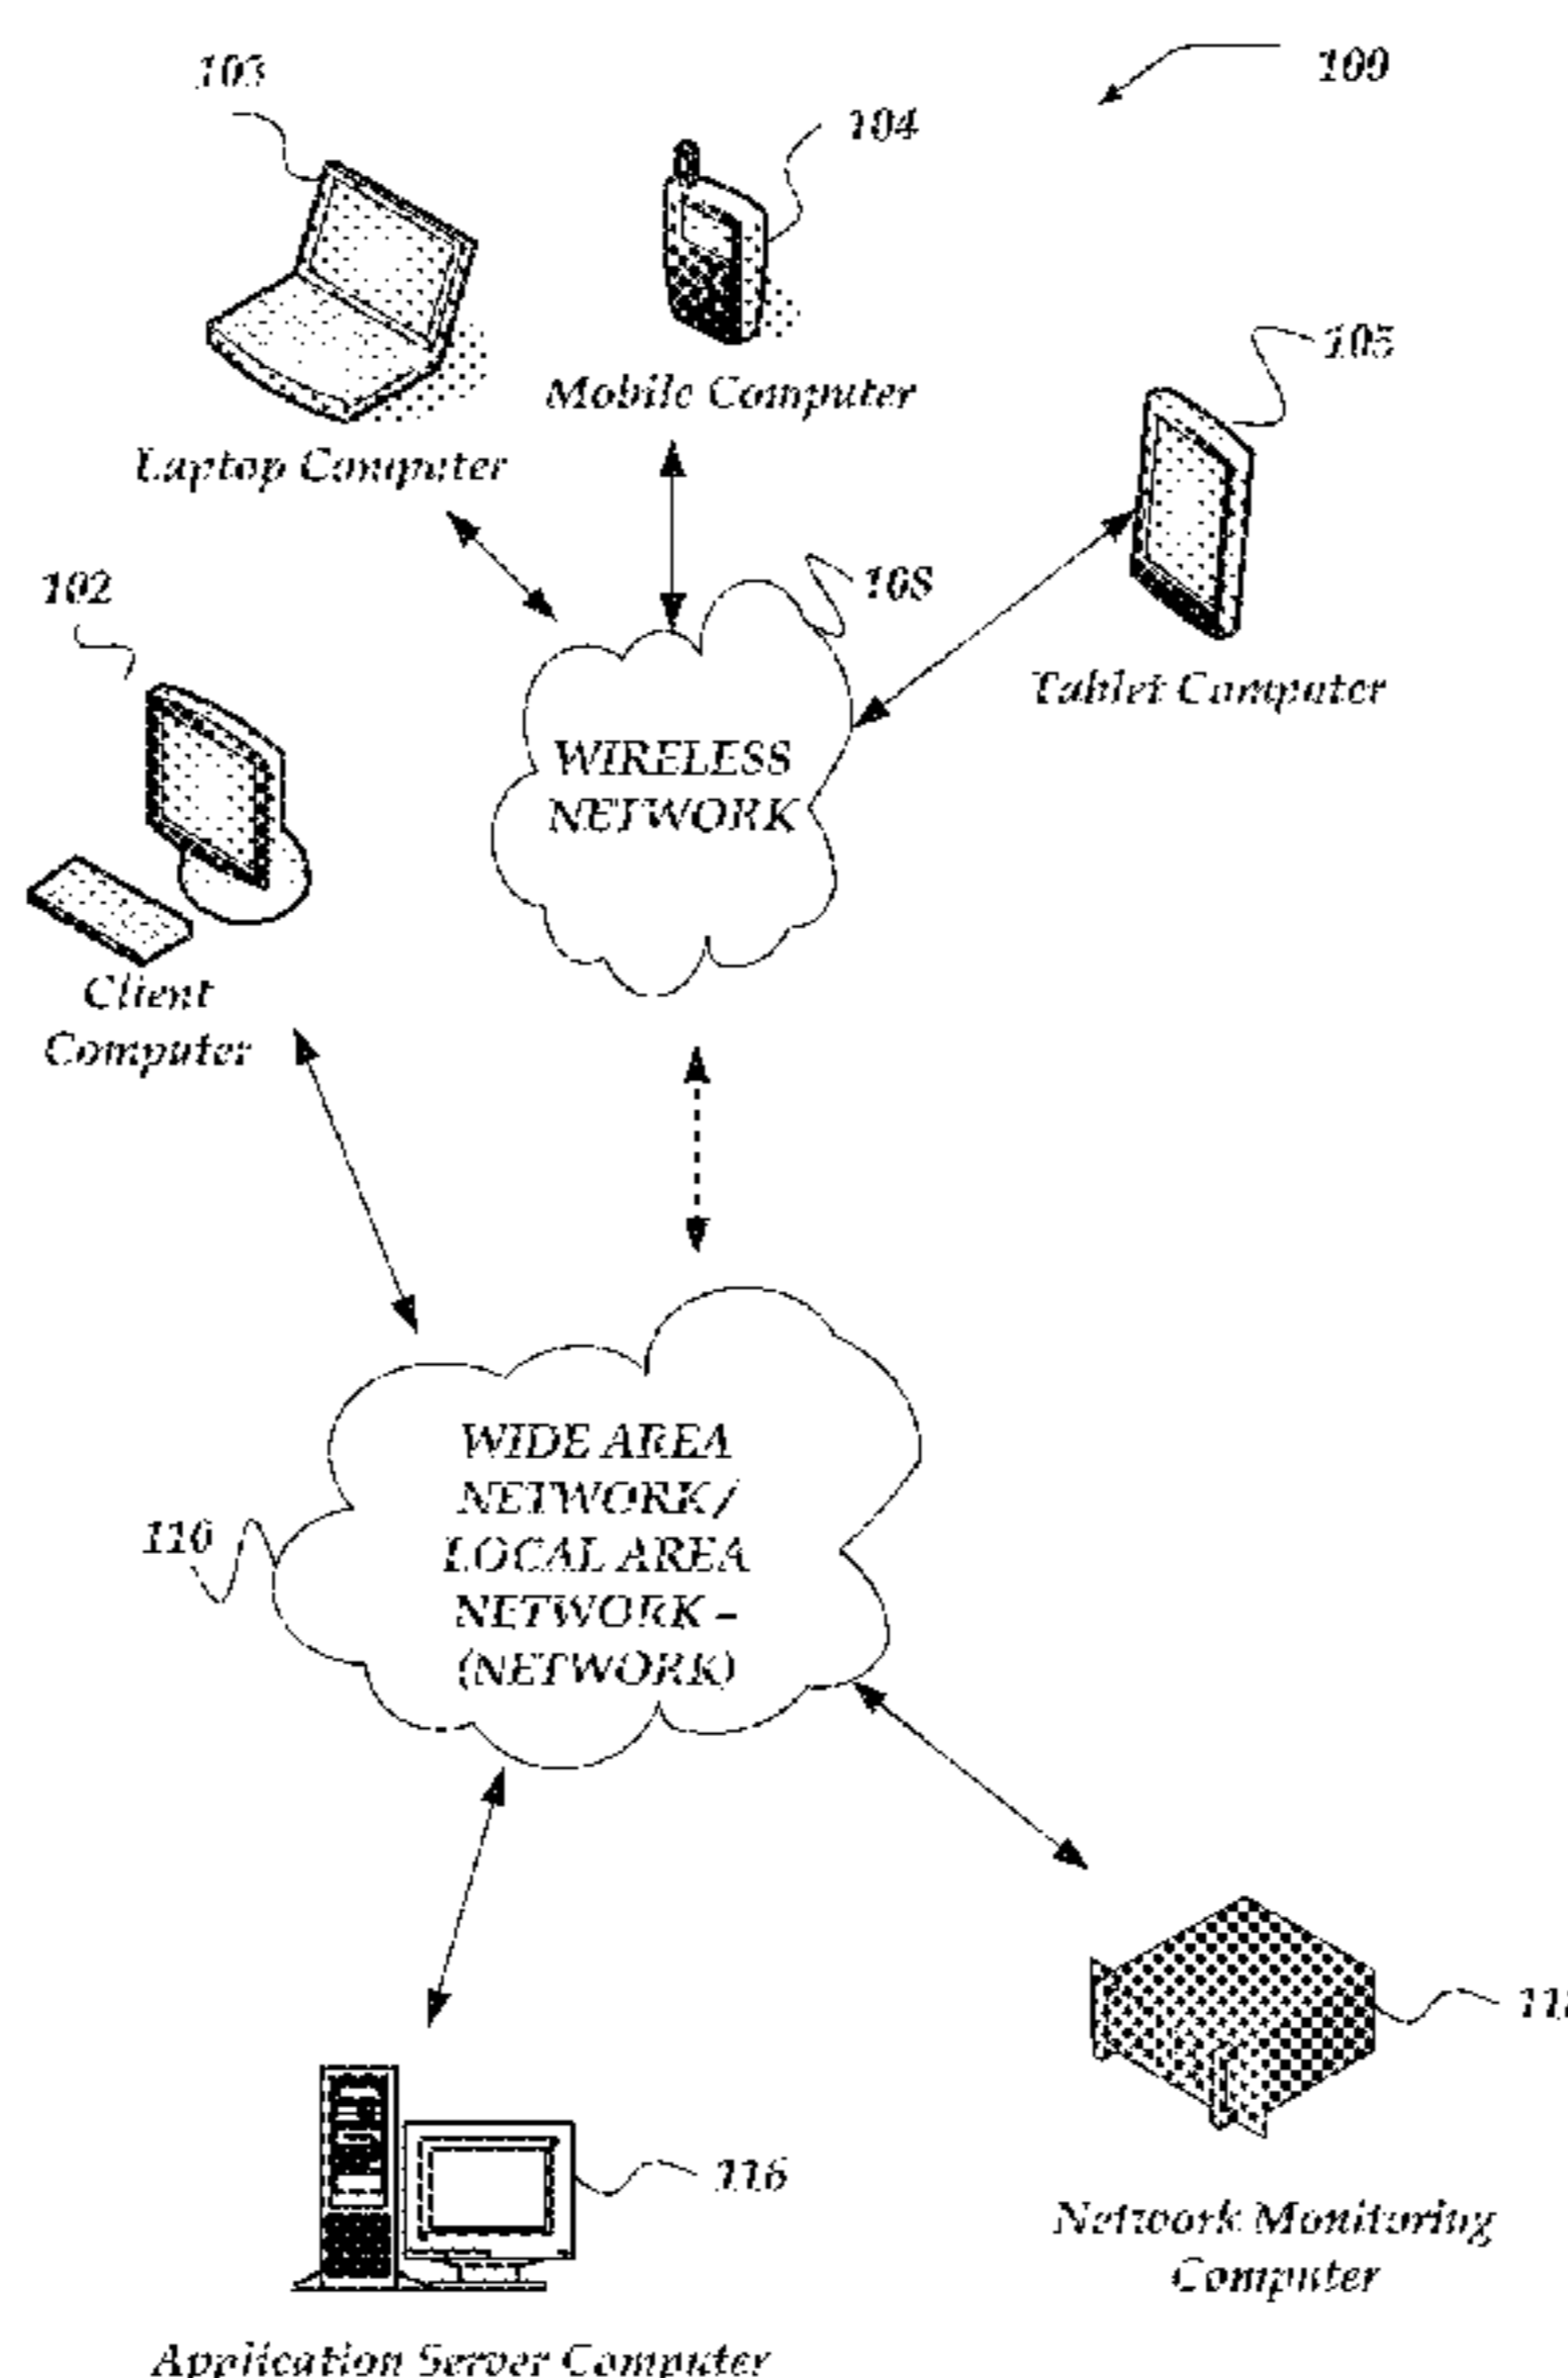 100
103
104
105
Mobile Computer
Laptop Computer
108
102
Tablet Computer
WIRELESS
NETWORK
Client
Computer
WIDE AREA
NETWORK/
LOCAL AREA
NETWORK –
(NETWORK)
110
116
Network Monitoring
Computer
Application Server Computer